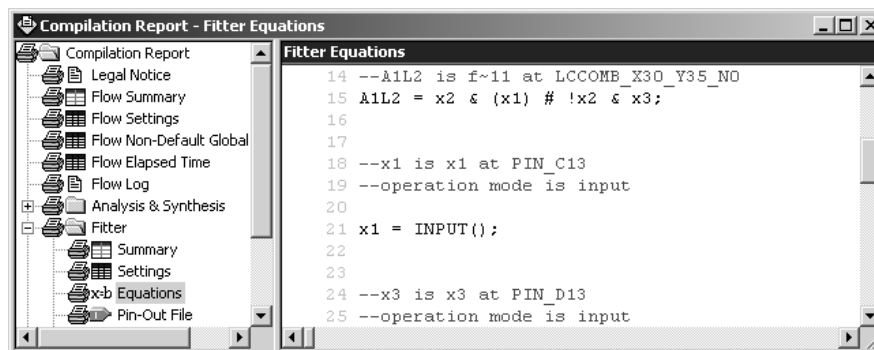 Compilation Report - Fitter Equations
Compilation Report
Legal Notice
Flow Summary
Flow Settings
Flow Non-Default Global
Flow Elapsed Time
Flow Log
Analysis & Synthesis
Fitter
Summary
Settings
x=b Equations
Pin-Out File
Fitter Equations
14 --A1L2 is f~11 at LCCOMB_X30_Y35_N0
15 A1L2 = x2 & (x1) # !x2 & x3;
16
17
18 --x1 is x1 at PIN_C13
19 --operation mode is input
20
21 x1 = INPUT();
22
23
24 --x3 is x3 at PIN_D13
25 --operation mode is input